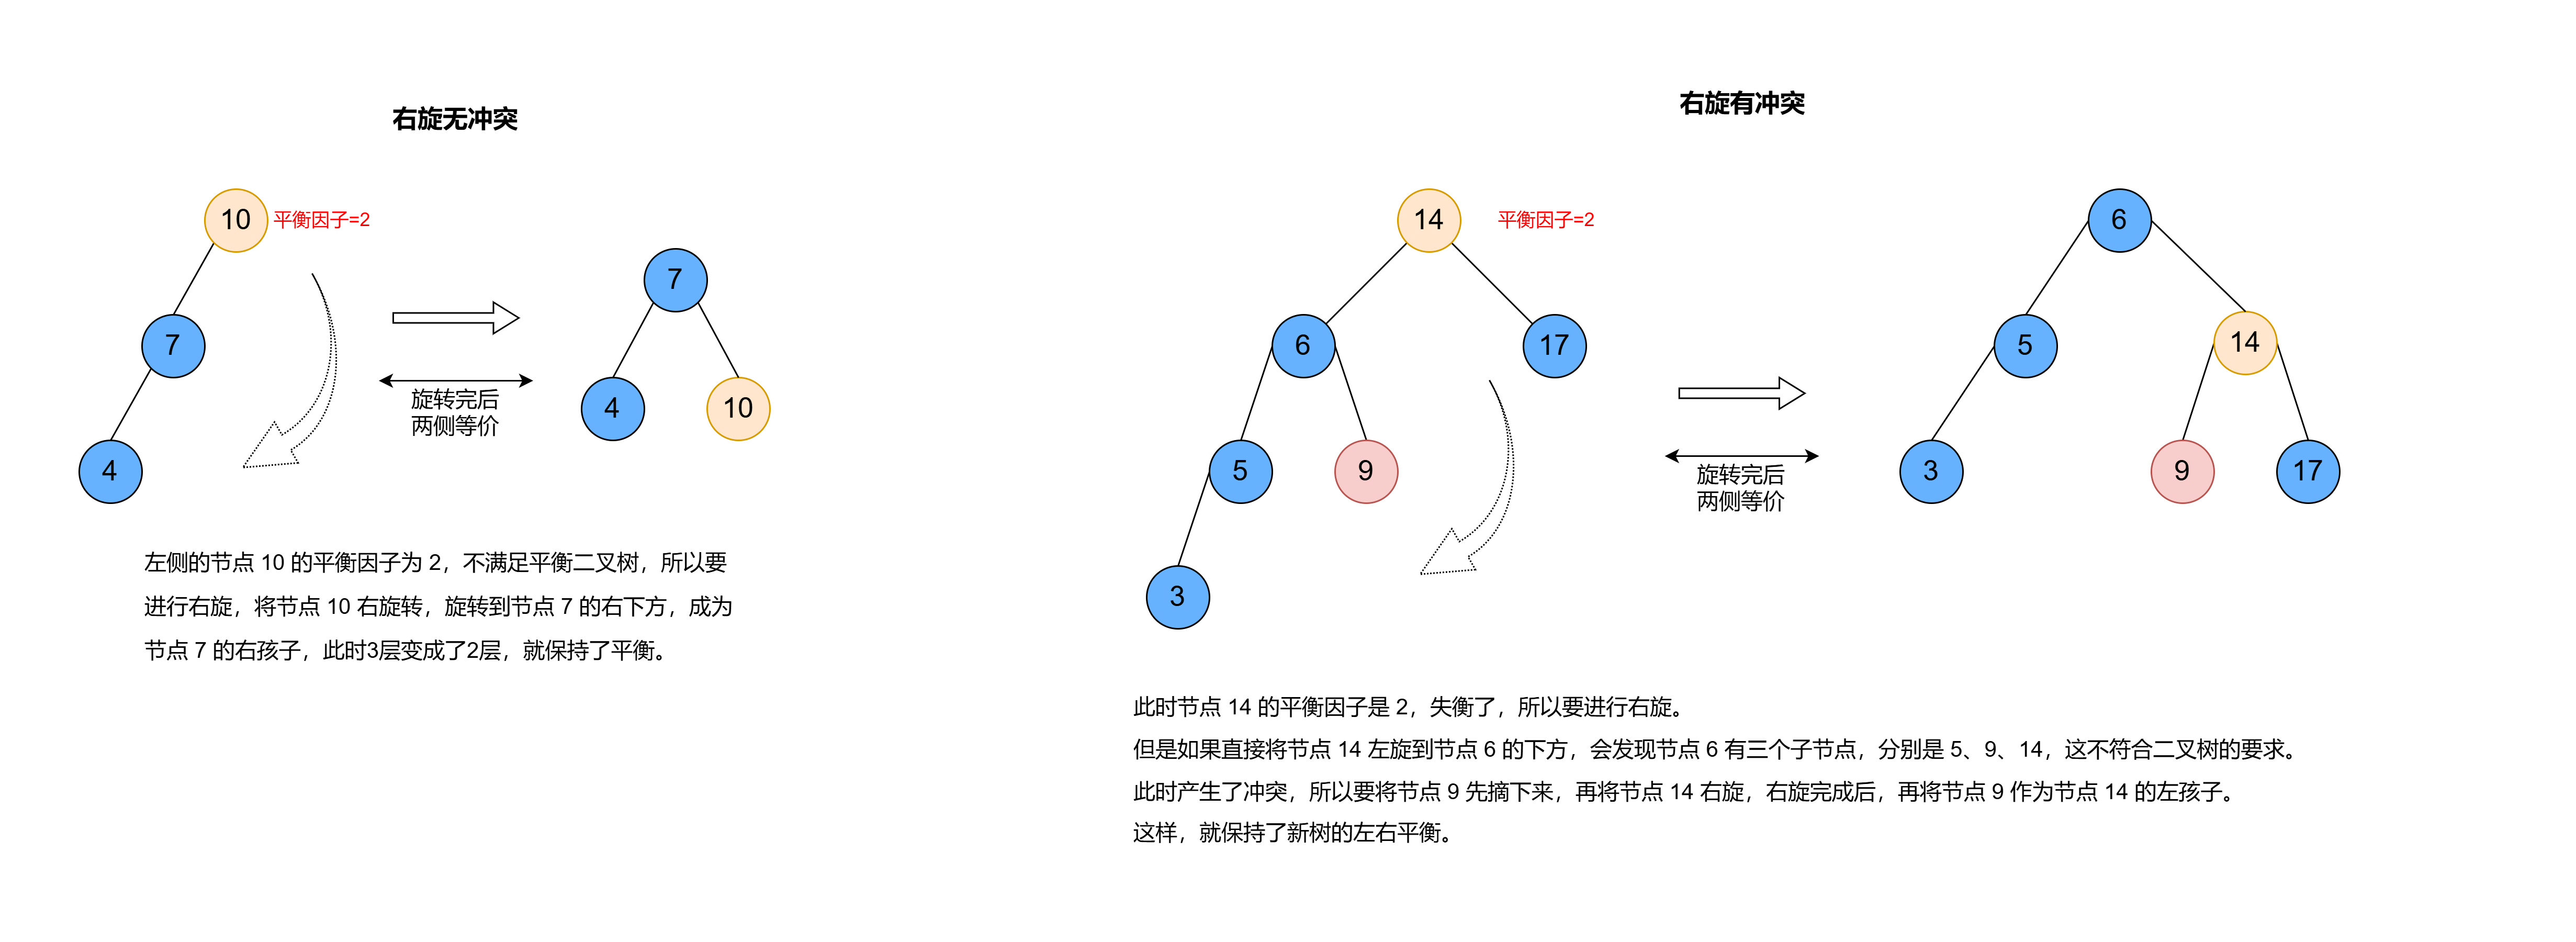 右旋无冲突
10
平衡因子=2
7
4
旋转完后
两侧等价
7
4
10
左侧的节点 10 的平衡因子为 2，不满足平衡二叉树，所以要
进行右旋，将节点 10 右旋转，旋转到节点 7 的右下方，成为
节点 7 的右孩子，此时3层变成了2层，就保持了平衡。
右旋有冲突
14
平衡因子=2
6
17
5
9
3
旋转完后
两侧等价
6
5
14
3
9
17
此时节点 14 的平衡因子是 2，失衡了，所以要进行右旋。
但是如果直接将节点 14 左旋到节点 6 的下方，会发现节点 6 有三个子节点，分别是 5、9、14，这不符合二叉树的要求。
此时产生了冲突，所以要将节点 9 先摘下来，再将节点 14 右旋，右旋完成后，再将节点 9 作为节点 14 的左孩子。
这样，就保持了新树的左右平衡。